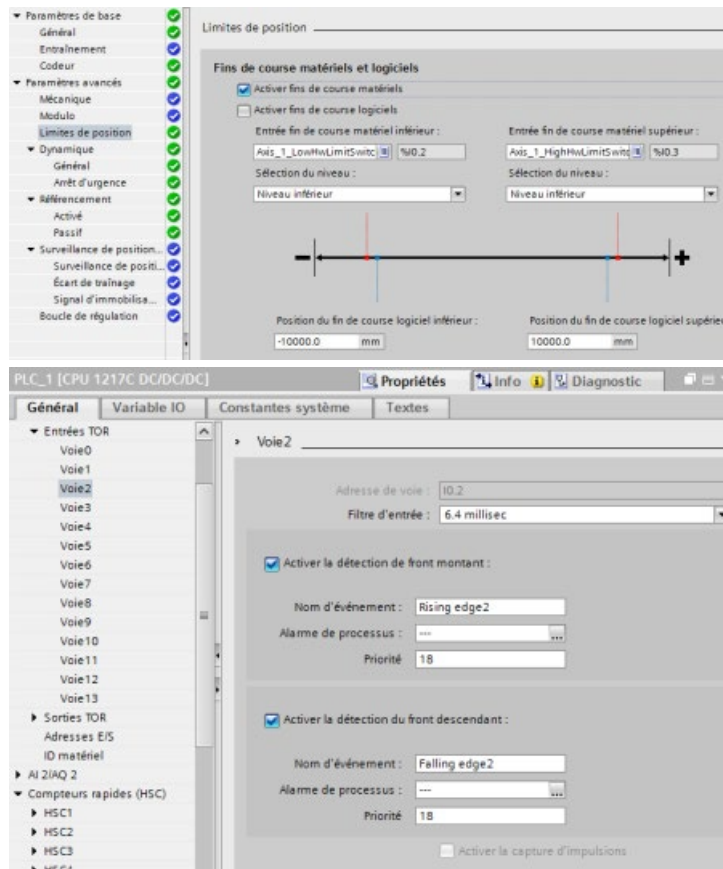 Paramètres de base
Général
Entraînement
Codeur
Paramètres avancés
Mécanique
Modulo
Limites de position
Dynamique
Général
Arrêt d'urgence
Référencement
Activé
Passif
Surveillance de position...
Surveillance de positi...
Écart de traînage
Signal d'immobilisa...
Boucle de régulation
Limites de position
Fins de course matériels et logiciels
Activer fins de course matériels
Activer fins de course logiciels
Entrée fin de course matériel inférieur :
Entrée fin de course matériel supérieur :
Axis_1_LowHwLimitSwitc %I0.2
Axis_1_HighHwLimitSwitc %I0.3
Sélection du niveau :
Sélection du niveau :
Niveau inférieur
Niveau inférieur
- +
Position du fin de course logiciel inférieur :
Position du fin de course logiciel supérieu
-10000.0 mm
10000.0 mm
PLC_1 [CPU 1217C DC/DC/DC]
Propriétés Info Diagnostic
Général Variable IO Constantes système Textes
Entrées TOR
Voie0
Voie1
Voie2
Voie3
Voie4
Voie5
Voie6
Voie7
Voie8
Voie9
Voie10
Voie11
Voie12
Voie13
Sorties TOR
Adresses E/S
ID matériel
AI 2/AQ 2
Compteurs rapides (HSC)
HSC1
HSC2
HSC3
Voie2
Adresse de voie : I0.2
Filtre d'entrée : 6.4 millisec
Activer la détection de front montant :
Nom d'événement : Rising edge2
Alarme de processus : --- ...
Priorité 18
Activer la détection du front descendant :
Nom d'événement : Falling edge2
Alarme de processus : --- ...
Priorité 18
Activer la capture d'impulsions